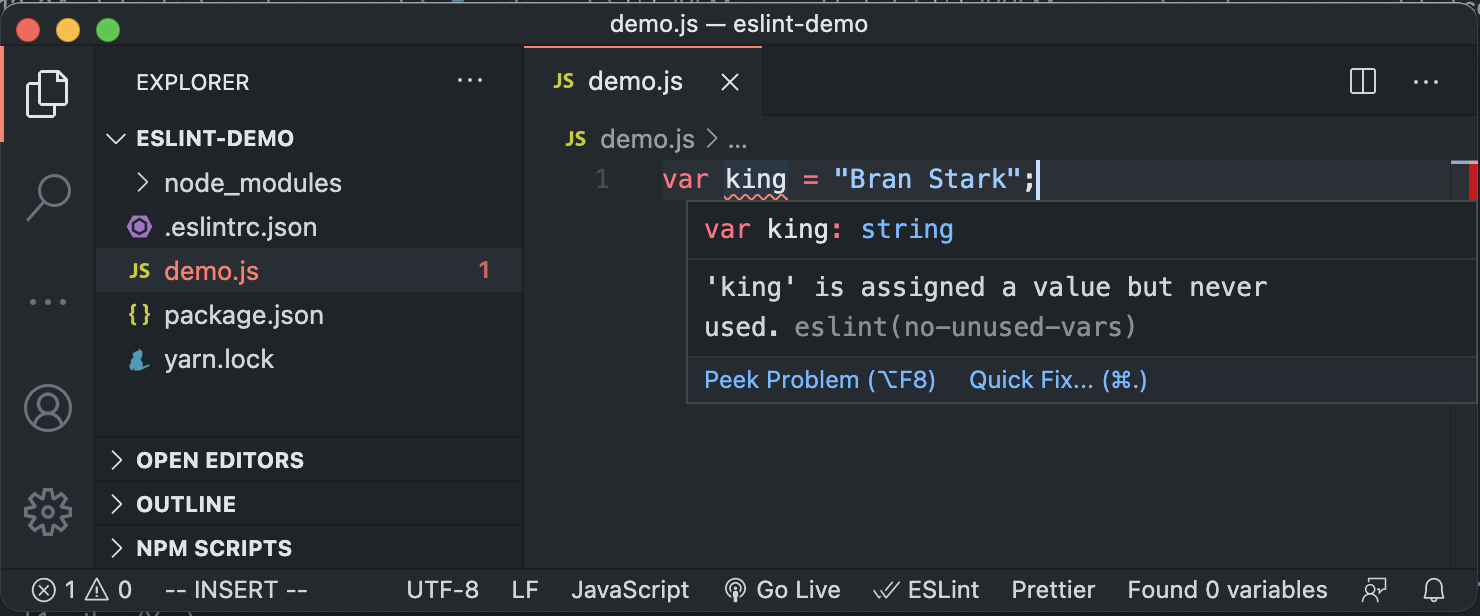 demo.js — eslint-demo
EXPLORER
JS demo.js
ESLINT-DEMO
JS demo.js > ...
node_modules
1 var king = "Bran Stark";
.eslintrc.json
var king: string
JS demo.js 1
'king' is assigned a value but never
used. eslint(no-unused-vars)
{} package.json
yarn.lock
Peek Problem (⌥F8) Quick Fix... (⌘.)
OPEN EDITORS
OUTLINE
NPM SCRIPTS
1 0 -- INSERT -- UTF-8 LF JavaScript Go Live ESLint Prettier Found 0 variables